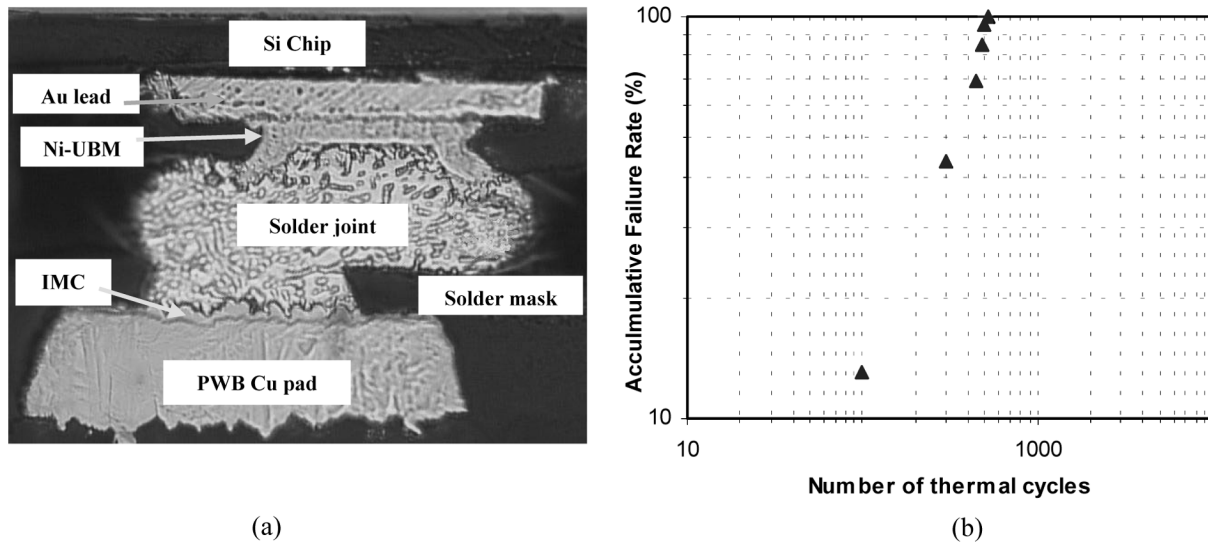 Si Chip
Au lead
Ni-UBM
Solder joint
IMC
Solder mask
PWB Cu pad
(a)
Acculmulative Failure Rate (%)
100
10
10
1000
Number of thermal cycles
(b)